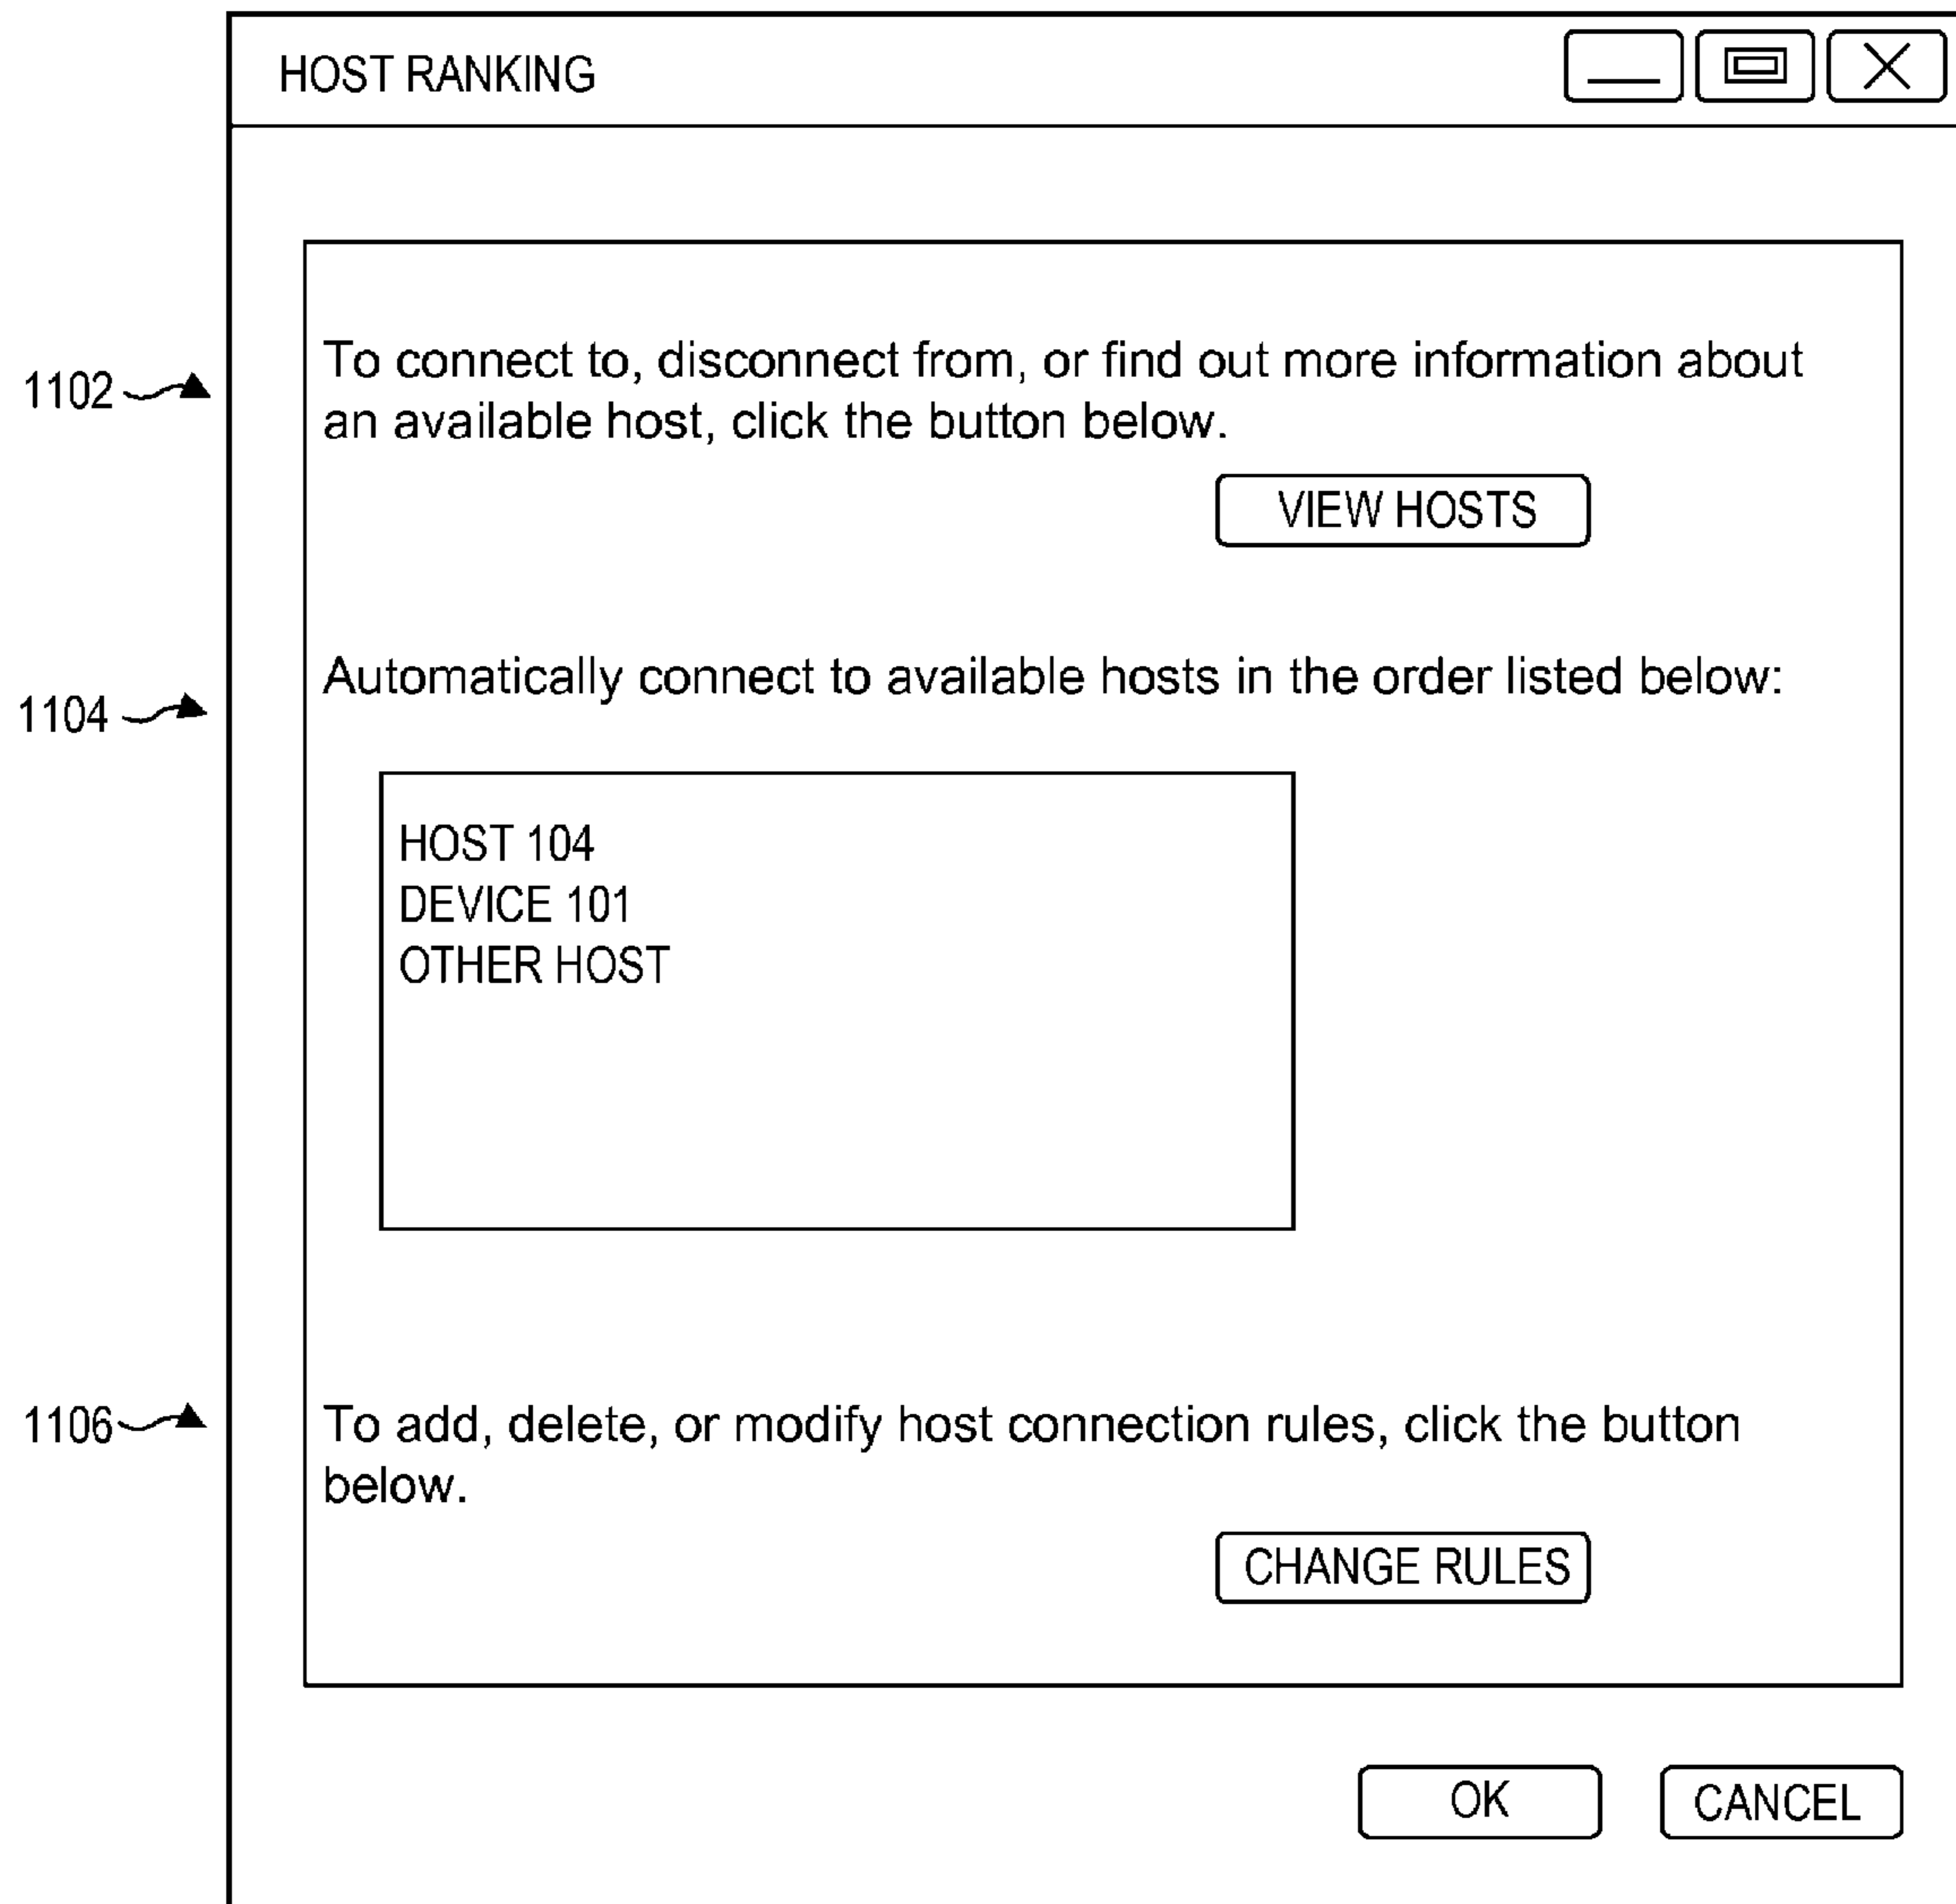 HOST RANKING
1102
To connect to, disconnect from, or find out more information about
an available host, click the button below.
VIEW HOSTS
1104
Automatically connect to available hosts in the order listed below:
HOST 104
DEVICE 101
OTHER HOST
1106
To add, delete, or modify host connection rules, click the button
below.
CHANGE RULES
OK
CANCEL